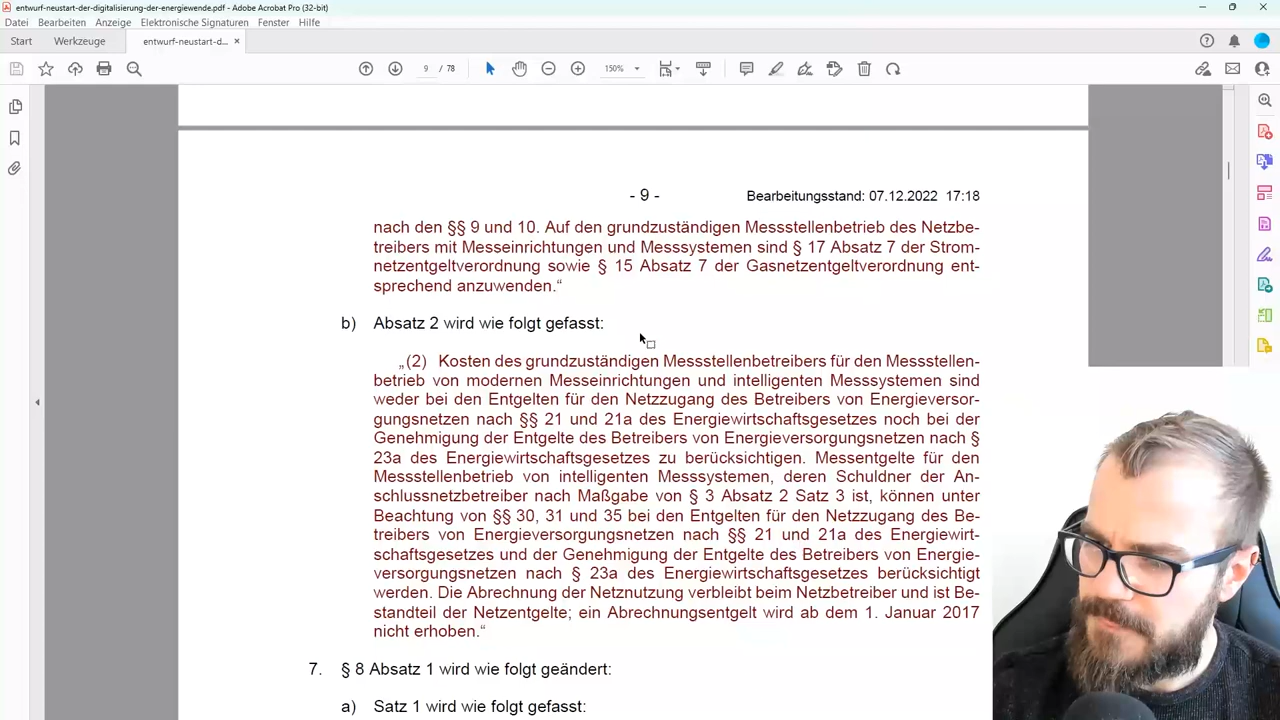 entwurf-neustart-der-digitalisierung-der-energiewende.pdf - Adobe Acrobat Pro (32-bit)
Datei Bearbeiten Anzeige Elektronische Signaturen Fenster Hilfe
Start Werkzeuge entwurf-neustart-d... ×
9 / 78 150%
- 9 - Bearbeitungsstand: 07.12.2022 17:18
nach den §§ 9 und 10. Auf den grundzuständigen Messstellenbetrieb des Netzbe-
treibers mit Messeinrichtungen und Messsystemen sind § 17 Absatz 7 der Strom-
netzentgeltverordnung sowie § 15 Absatz 7 der Gasnetzentgeltverordnung ent-
sprechend anzuwenden.“
b) Absatz 2 wird wie folgt gefasst:
„(2) Kosten des grundzuständigen Messstellenbetreibers für den Messstellen-
betrieb von modernen Messeinrichtungen und intelligenten Messsystemen sind
weder bei den Entgelten für den Netzzugang des Betreibers von Energieversor-
gungsnetzen nach §§ 21 und 21a des Energiewirtschaftsgesetzes noch bei der
Genehmigung der Entgelte des Betreibers von Energieversorgungsnetzen nach §
23a des Energiewirtschaftsgesetzes zu berücksichtigen. Messentgelte für den
Messstellenbetrieb von intelligenten Messsystemen, deren Schuldner der An-
schlussnetzbetreiber nach Maßgabe von § 3 Absatz 2 Satz 3 ist, können unter
Beachtung von §§ 30, 31 und 35 bei den Entgelten für den Netzzugang des Be-
treibers von Energieversorgungsnetzen nach §§ 21 und 21a des Energiewirt-
schaftsgesetzes und der Genehmigung der Entgelte des Betreibers von Energie-
versorgungsnetzen nach § 23a des Energiewirtschaftsgesetzes berücksichtigt
werden. Die Abrechnung der Netznutzung verbleibt beim Netzbetreiber und ist Be-
standteil der Netzentgelte; ein Abrechnungsentgelt wird ab dem 1. Januar 2017
nicht erhoben.“
7. § 8 Absatz 1 wird wie folgt geändert:
a) Satz 1 wird wie folgt gefasst: